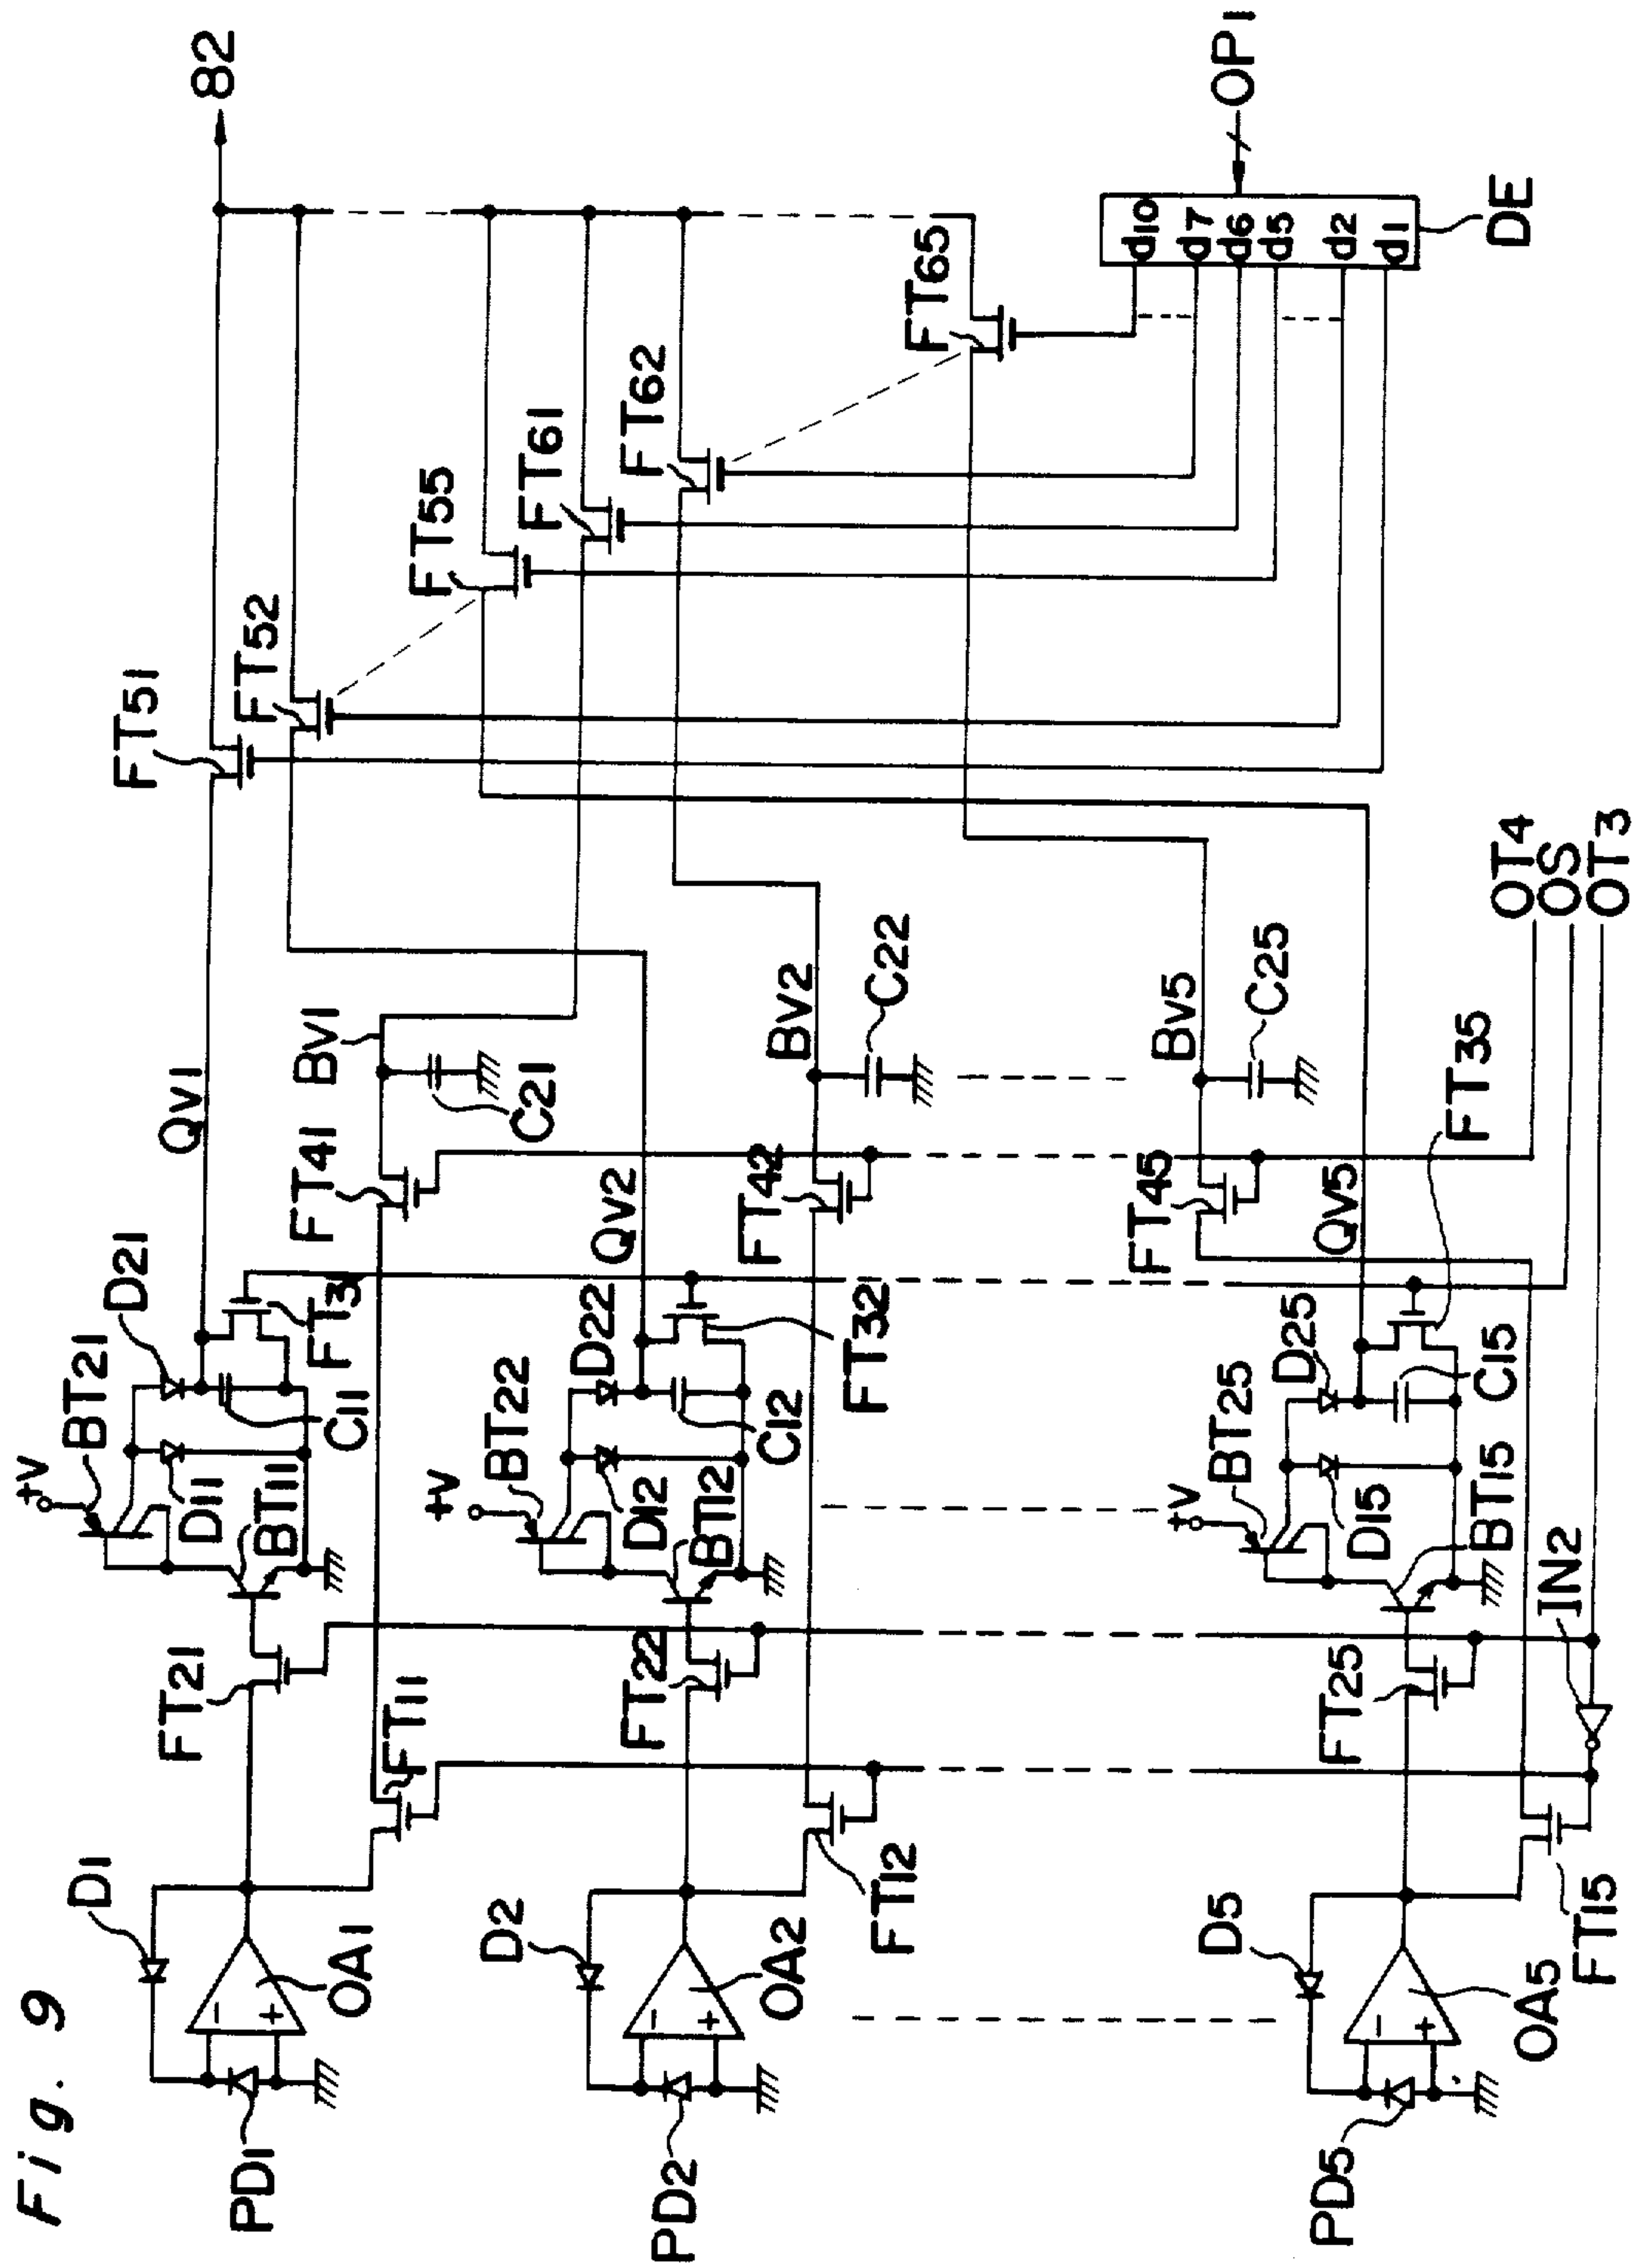 Fig. 9
PD1
D1
OA1
FT21
FT11
+V
BT21
D21
D11
BT11
C11
FT3
Qv1
FT41
Bv1
C21
FT51
82
PD2
D2
OA2
FT22
FT12
+V
BT22
D22
D12
BT12
C12
FT32
Qv2
FT42
Bv2
C22
FT52
FT55
FT61
FT62
FT65
PD5
D5
OA5
FT25
FT15
IN2
+V
BT25
D25
D15
BT15
C15
FT35
Qv5
FT45
Bv5
C25
OT4
OS
OT3
d10
d7
d6
d5
d2
d1
DE
OP1